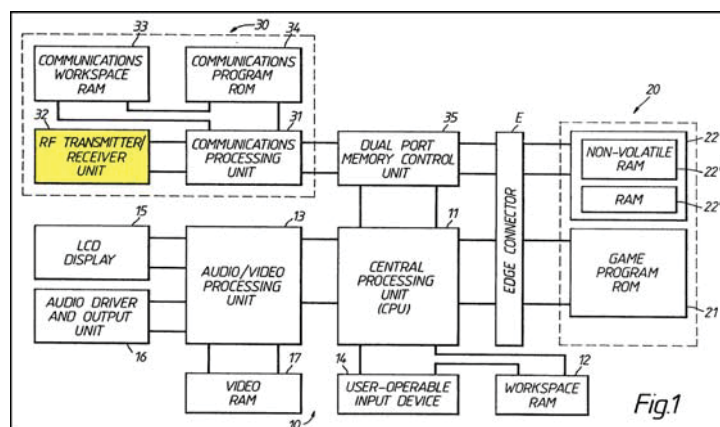 30
33
34
COMMUNICATIONS
WORKSPACE
RAM
COMMUNICATIONS
PROGRAM
ROM
32
31
35
E
20
RF TRANSMITTER/
RECEIVER
UNIT
COMMUNICATIONS
PROCESSING
UNIT
DUAL PORT
MEMORY CONTROL
UNIT
22
NON-VOLATILE
RAM
22'
RAM
22"
15
13
11
LCD
DISPLAY
AUDIO/VIDEO
PROCESSING
UNIT
CENTRAL
PROCESSING
UNIT
(CPU)
EDGE CONNECTOR
GAME
PROGRAM
ROM
21
AUDIO DRIVER
AND OUTPUT
UNIT
16
17
14
12
VIDEO
RAM
USER-OPERABLE
INPUT DEVICE
WORKSPACE
RAM
10
Fig.1